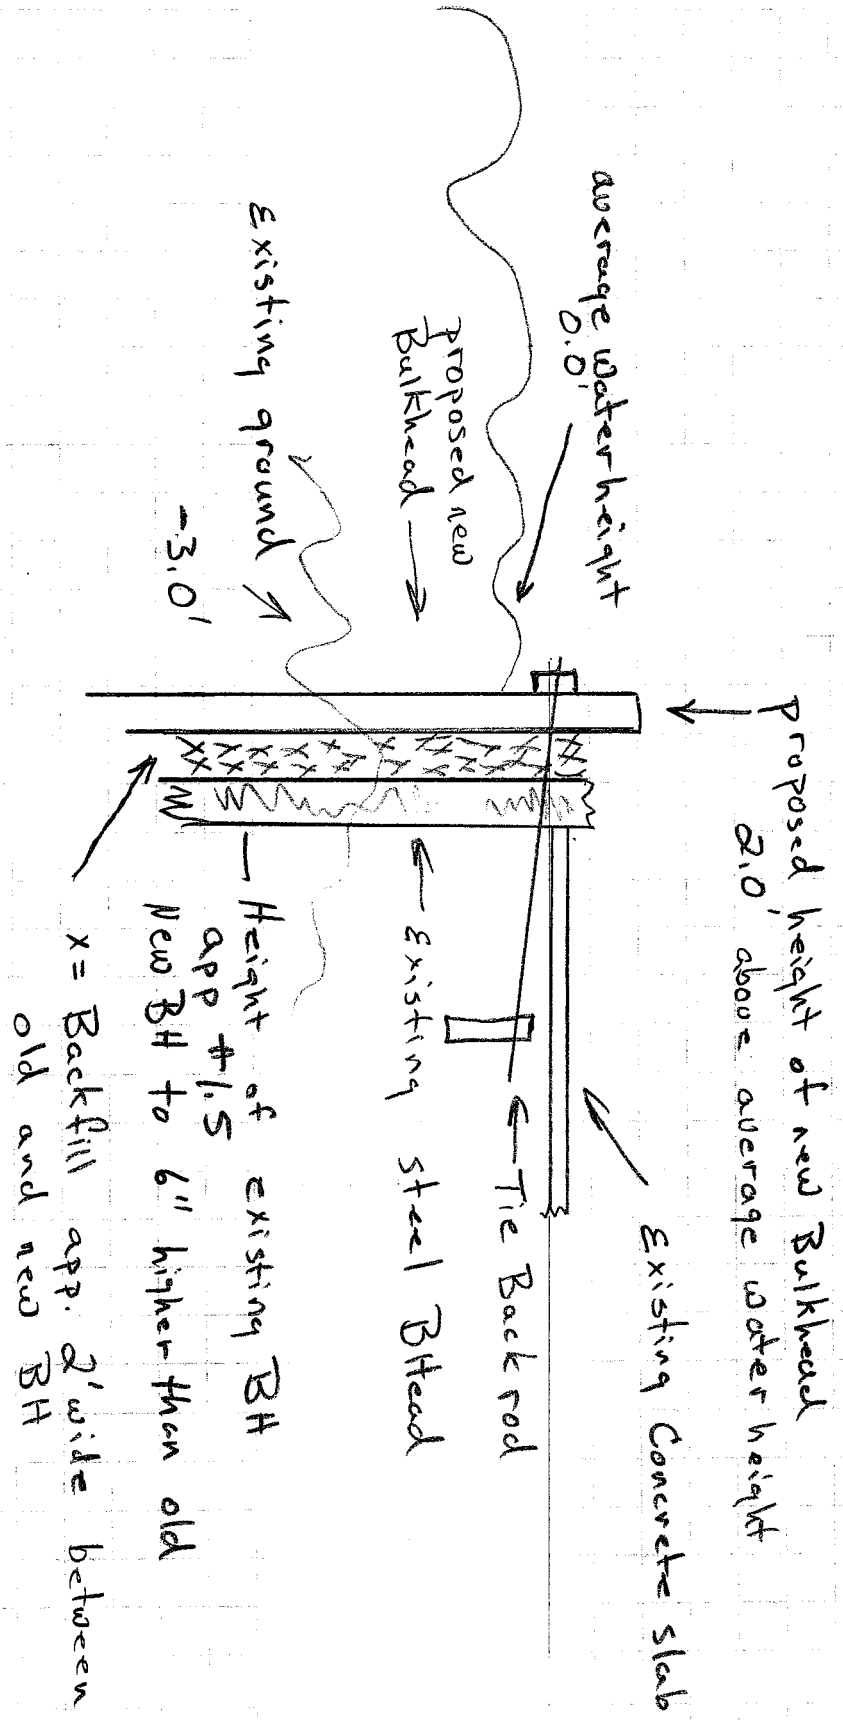 proposed height of new Bulkhead
2.0' above average water height
average water height
0.0'
proposed new
Bulkhead
Existing ground
-3.0'
Existing Concrete slab
Tie Back rod
Existing steel BHead
Height of existing BH
app +1.5
New BH to 6" higher than old
x = Backfill app. 2' wide between
old and new BH